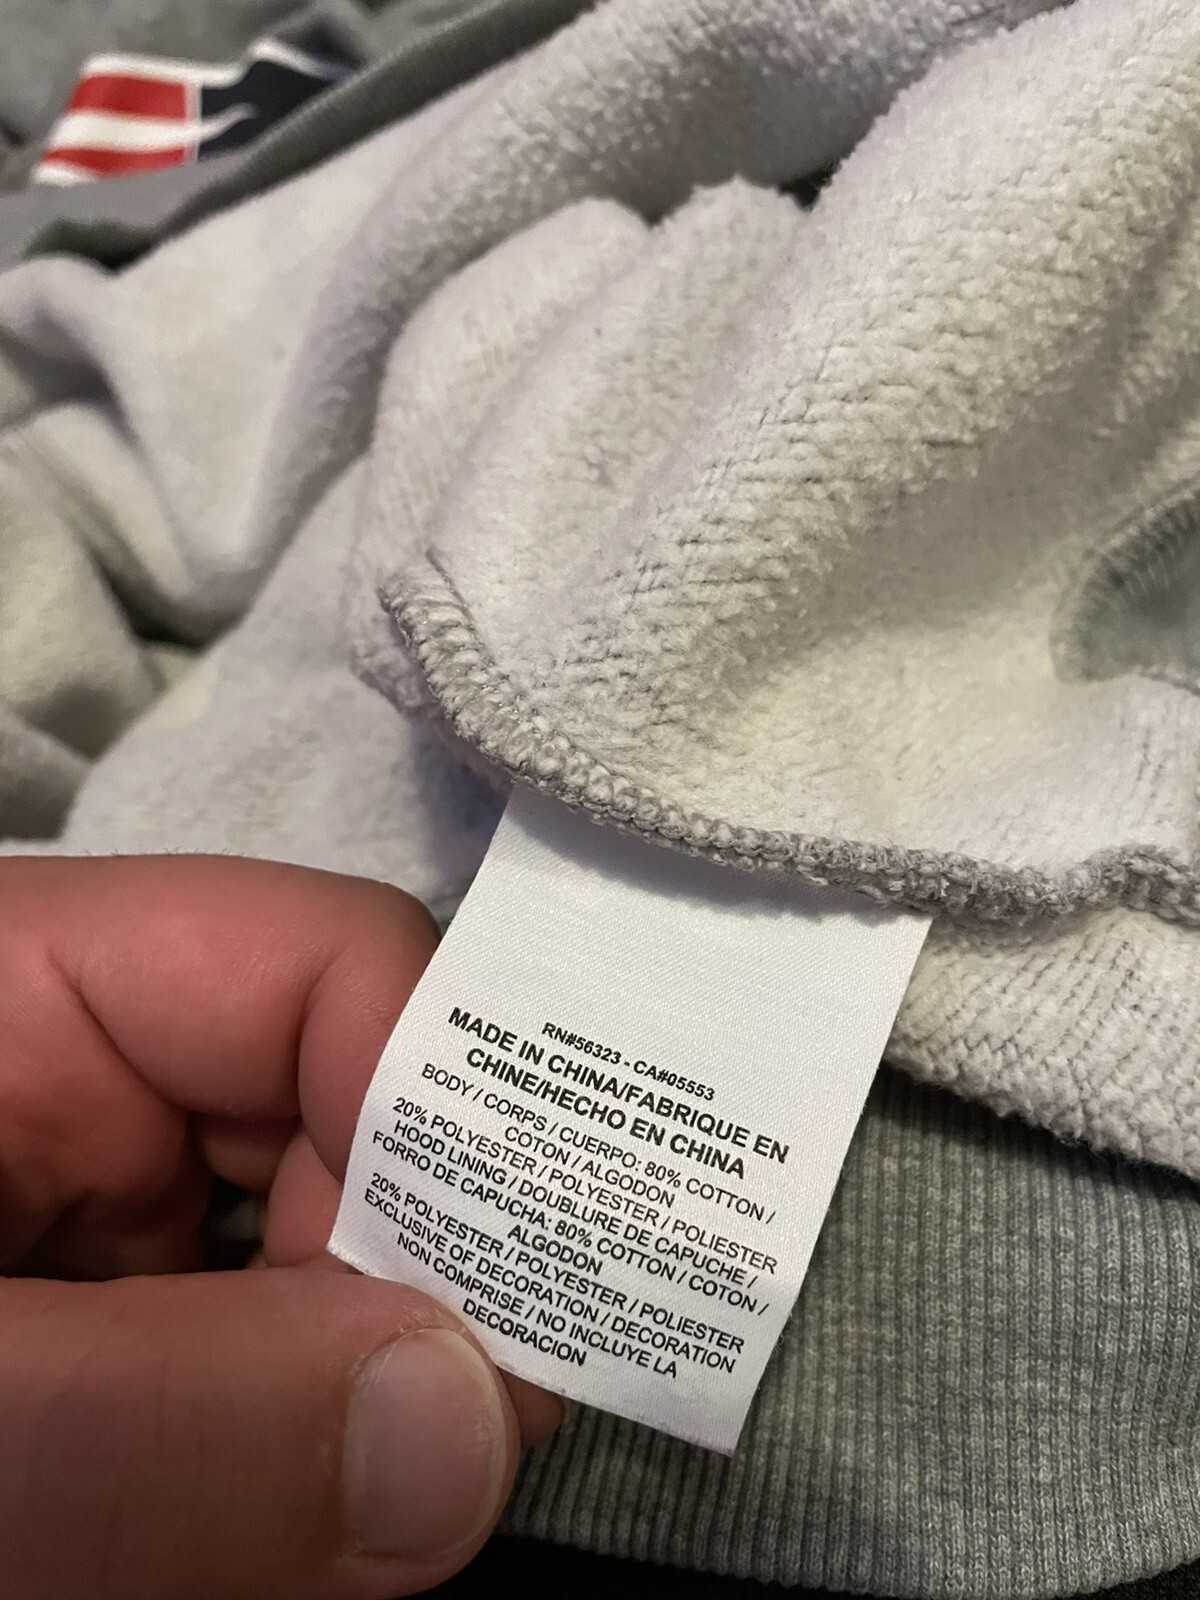 RN#56323 - CA#05553
MADE IN CHINA/FABRIQUE EN
CHINE/HECHO EN CHINA
BODY / CORPS / CUERPO: 80% COTTON /
COTON / ALGODON
20% POLYESTER / POLYESTER / POLIESTER
HOOD LINING / DOUBLURE DE CAPUCHE /
FORRO DE CAPUCHA: 80% COTTON / COTON /
ALGODON
20% POLYESTER / POLYESTER / POLIESTER
EXCLUSIVE OF DECORATION / DECORATION
NON COMPRISE / NO INCLUYE LA
DECORACION